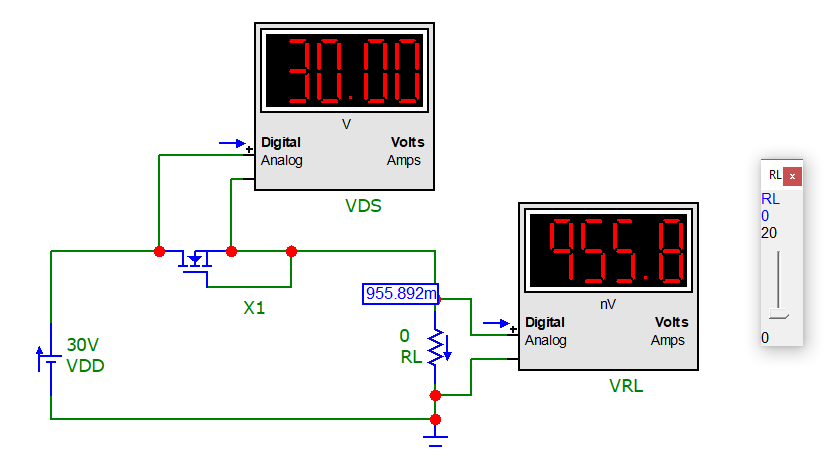 30.00
V
Digital Volts
Analog Amps
VDS
RL x
RL
0
20
0
955.8
nV
Digital Volts
Analog Amps
VRL
X1
955.892m
0
RL
30V
VDD